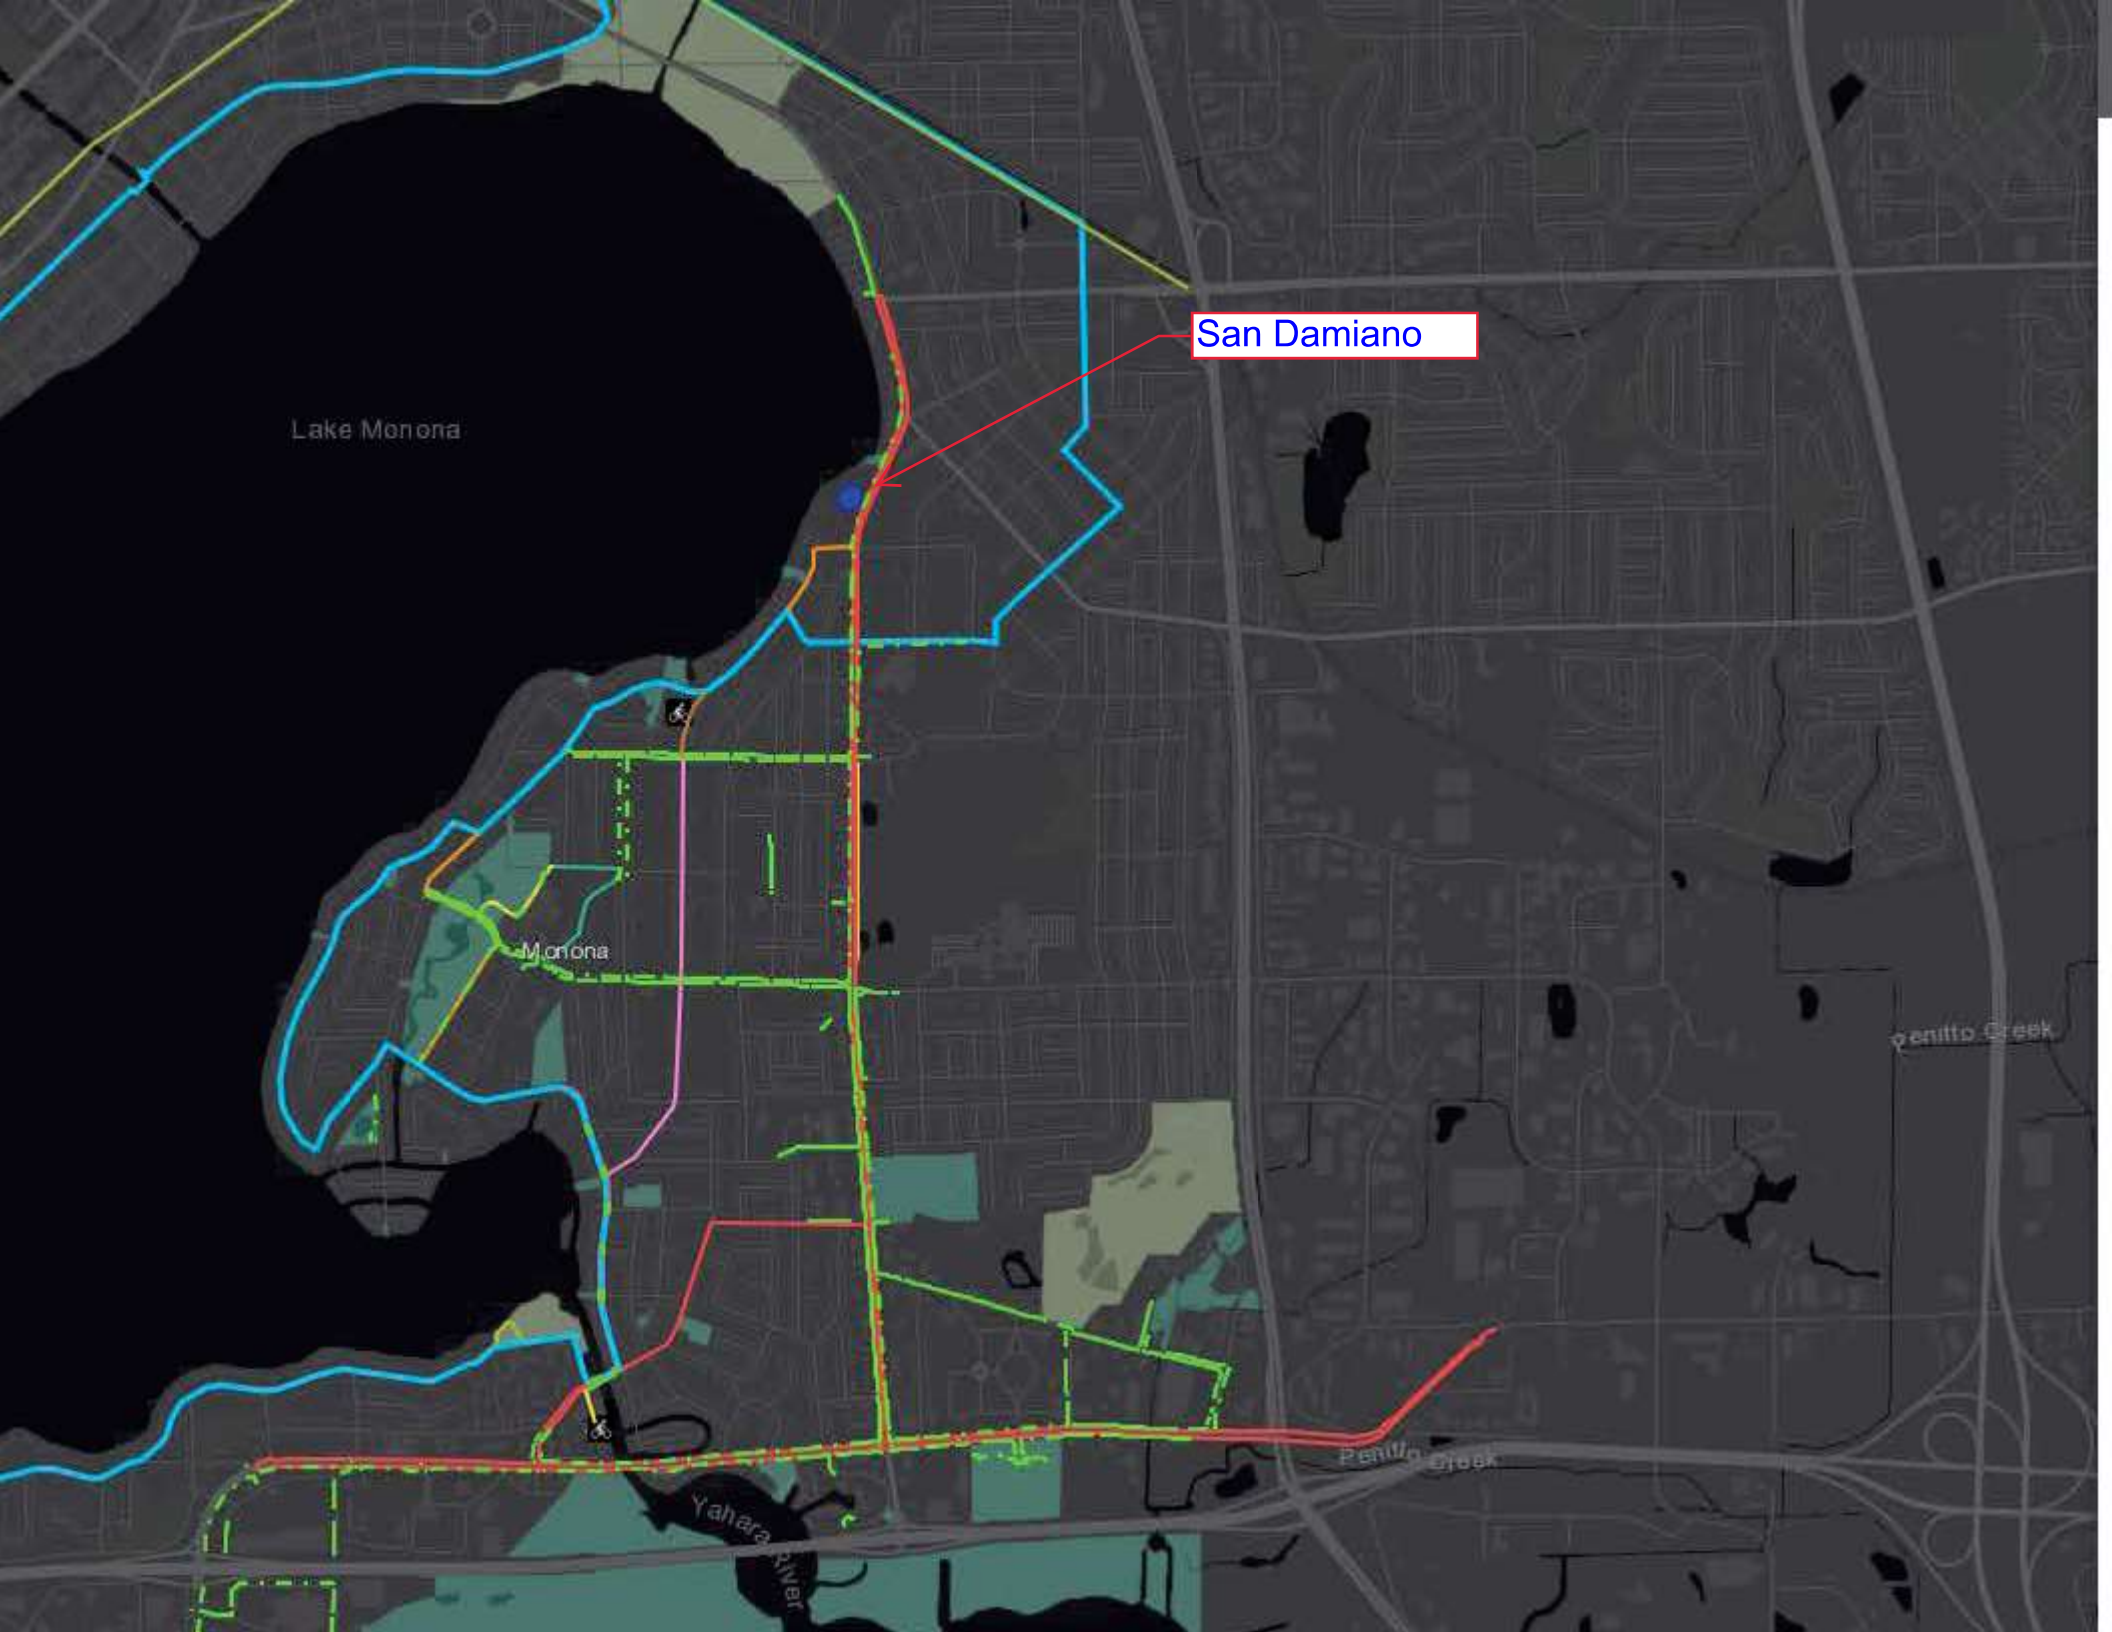 San Damiano
Lake Monona
Monona
Penitto Creek
Penitto Creek
Yahara River